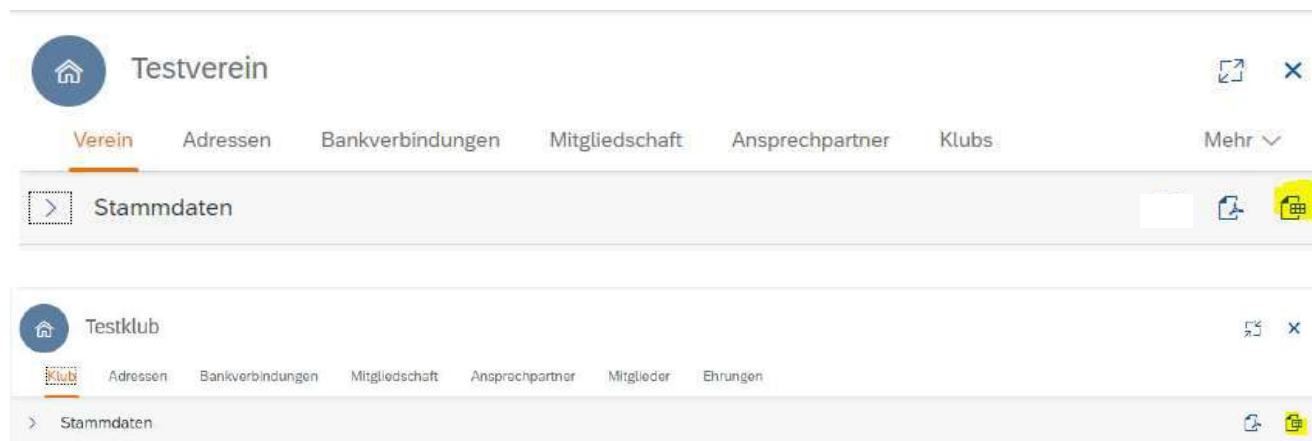 Testverein
Verein Adressen Bankverbindungen Mitgliedschaft Ansprechpartner Klubs Mehr
Stammdaten
Testklub
Klub Adressen Bankverbindungen Mitgliedschaft Ansprechpartner Mitglieder Ehrungen
Stammdaten